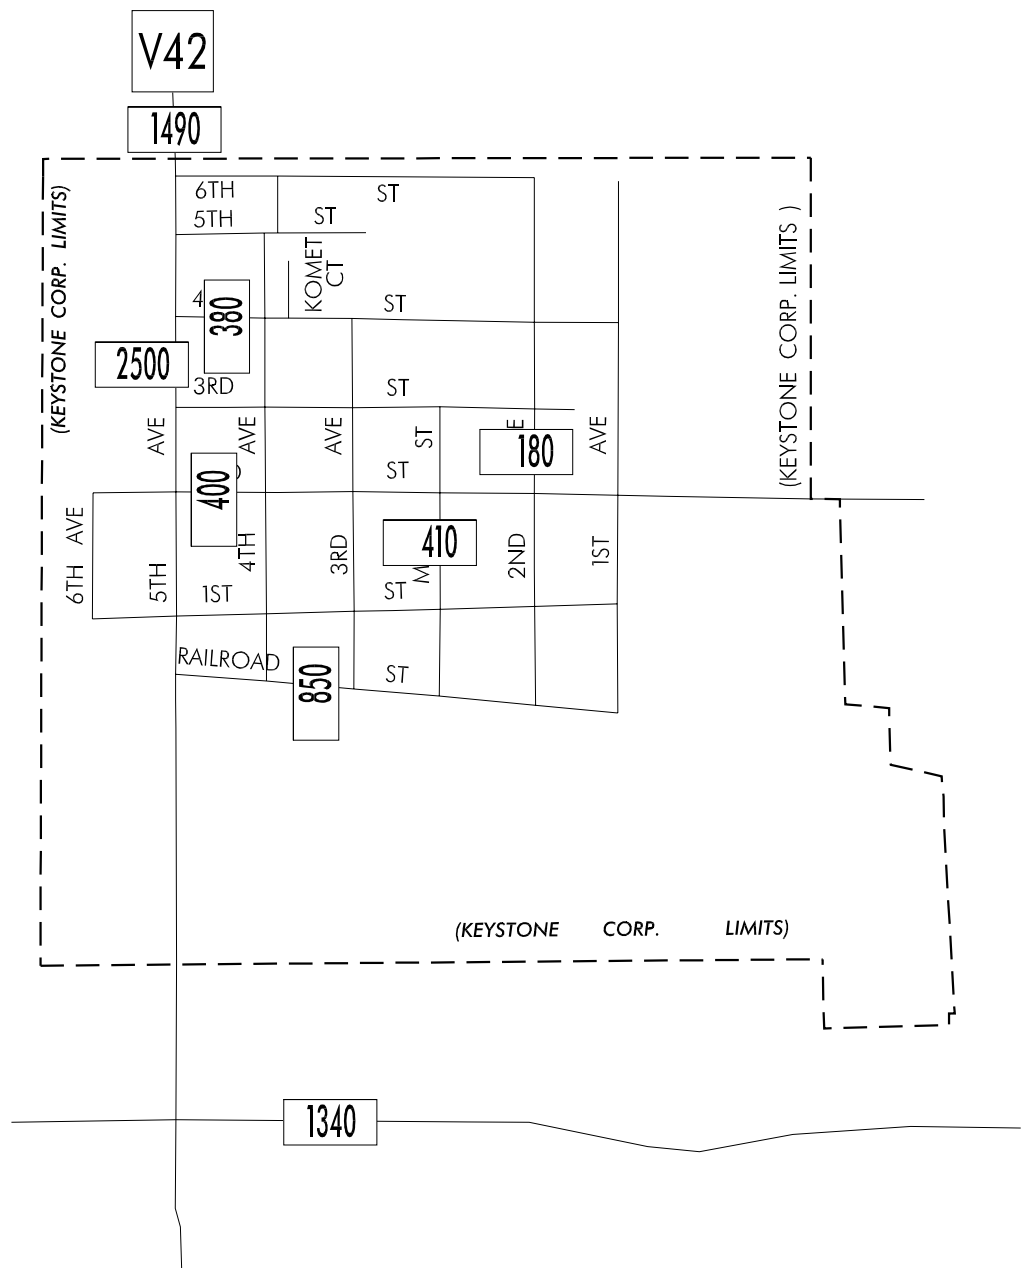 V42
1490
6TH ST
5TH ST
(KEYSTONE CORP. LIMITS)
(KEYSTONE CORP. LIMITS )
KOMET
CT
4 ST
380
2500
3RD ST
AVE
AVE
AVE
ST
E
AVE
180
400
ST
6TH AVE
5TH
4TH
3RD
410
M
2ND
1ST
1ST ST
RAILROAD ST
850
(KEYSTONE CORP. LIMITS)
1340